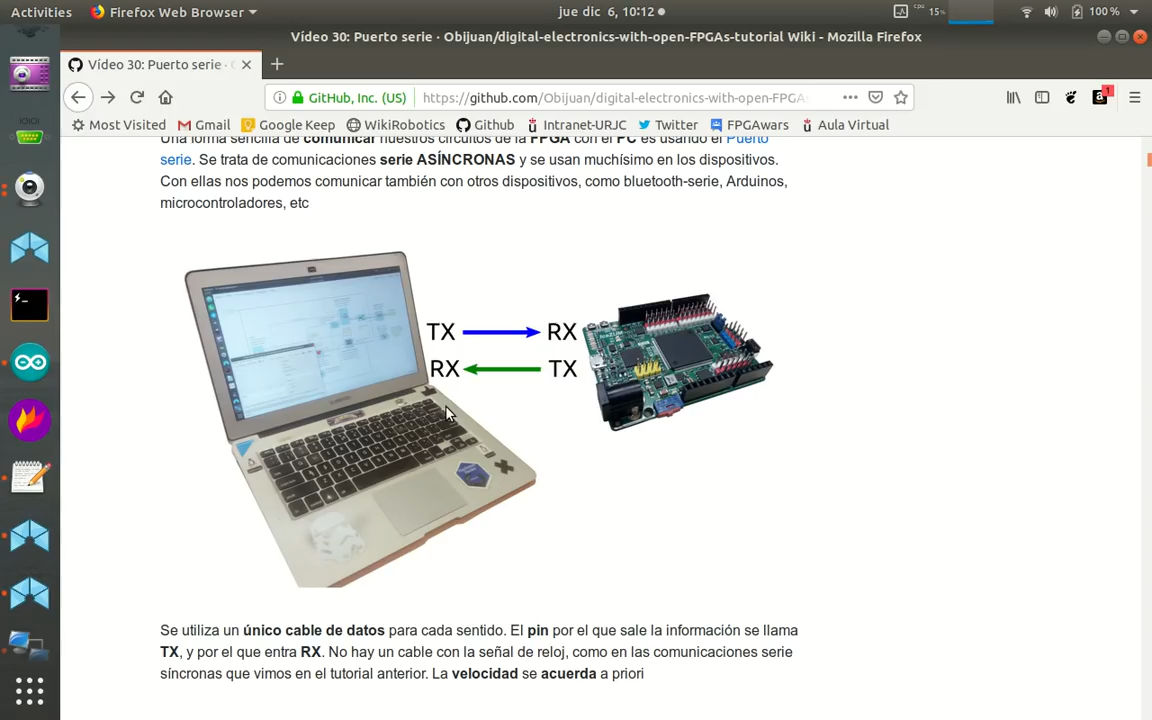 Activities
Firefox Web Browser
jue dic 6, 10:12
cpu 15%
100 %
Vídeo 30: Puerto serie · Obijuan/digital-electronics-with-open-FPGAs-tutorial Wiki - Mozilla Firefox
Vídeo 30: Puerto serie ·
GitHub, Inc. (US)
https://github.com/Obijuan/digital-electronics-with-open-FPGA
1
Most Visited
Gmail
Google Keep
WikiRobotics
Github
Intranet-URJC
Twitter
FPGAwars
Aula Virtual
Una forma sencilla de comunicar nuestros circuitos de la FPGA con el PC es usando el Puerto
serie. Se trata de comunicaciones serie ASÍNCRONAS y se usan muchísimo en los dispositivos.
Con ellas nos podemos comunicar también con otros dispositivos, como bluetooth-serie, Arduinos,
microcontroladores, etc
TX RX
RX TX
Se utiliza un único cable de datos para cada sentido. El pin por el que sale la información se llama
TX, y por el que entra RX. No hay un cable con la señal de reloj, como en las comunicaciones serie
síncronas que vimos en el tutorial anterior. La velocidad se acuerda a priori